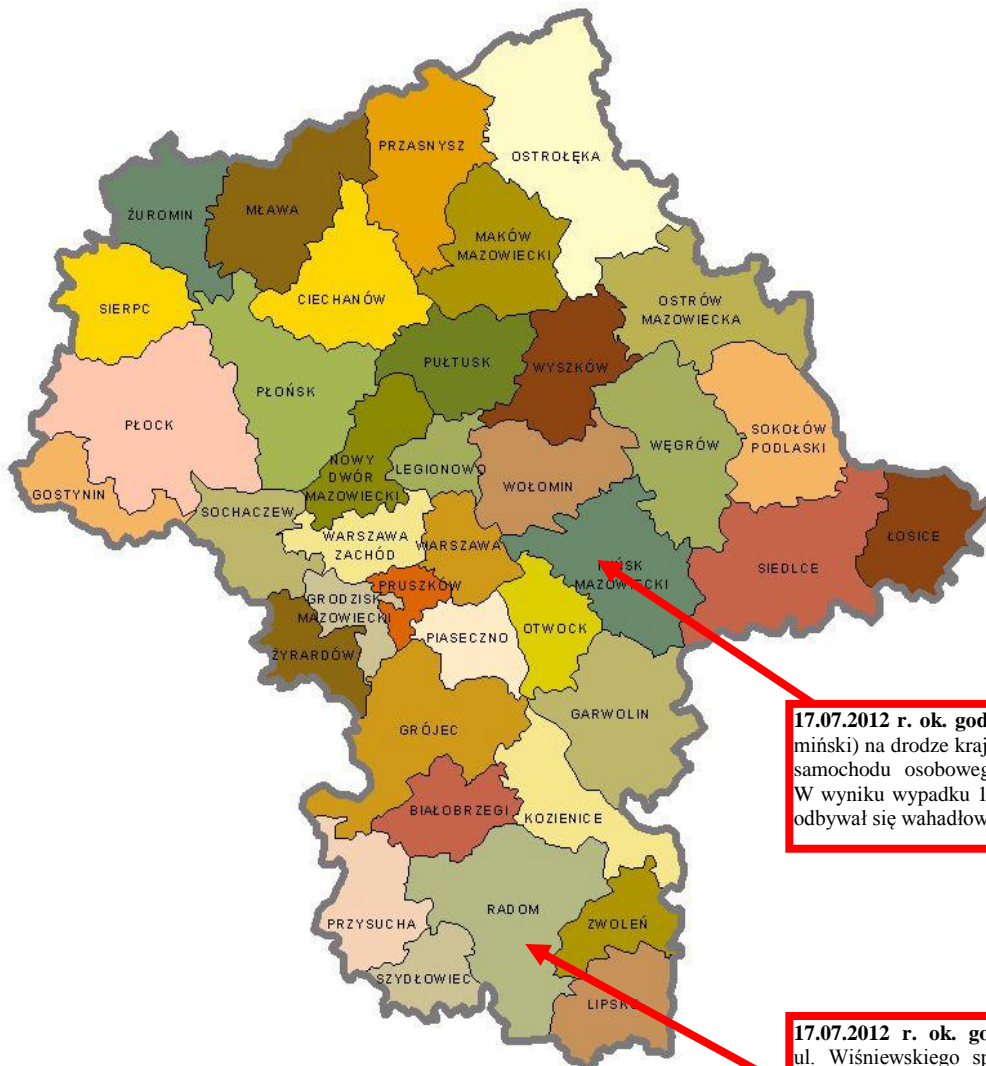 PRZASNYSZ
OSTROŁĘKA
ŻUROMIN
MŁAWA
MAKÓW
MAZOWIECKI
SIERPC
CIECHANÓW
OSTRÓW
MAZOWIECKA
PŁOŃSK
PUŁTUSK
WYSZKÓW
PŁOCK
WĘGRÓW
SOKOŁÓW
PODLASKI
NOWY
DWÓR
MAZOWIECKI
LEGIONOWO
WOŁOMIN
GOSTYNIN
SOCHACZEW
WARSZAWA
ZACHÓD
WARSZAWA
SIEDLCE
ŁOSICE
MAZOWIECKI
PRUSZKÓW
GRODZISK
MAZOWIECKI
PIASECZNO
OTWOCK
ŻYRARDÓW
GARWOLIN
GRÓJEC
BIAŁOBRZEGI
KOZIENICE
RADOM
PRZYSUCHA
ZWOLEŃ
SZYDŁOWIEC
LIPSKO
17.07.2012 r. ok. god
miński) na drodze kraj
samochodu osoboweg
W wyniku wypadku 1
odbywał się wahadłow
17.07.2012 r. ok. go
ul. Wiśniewskiego sp